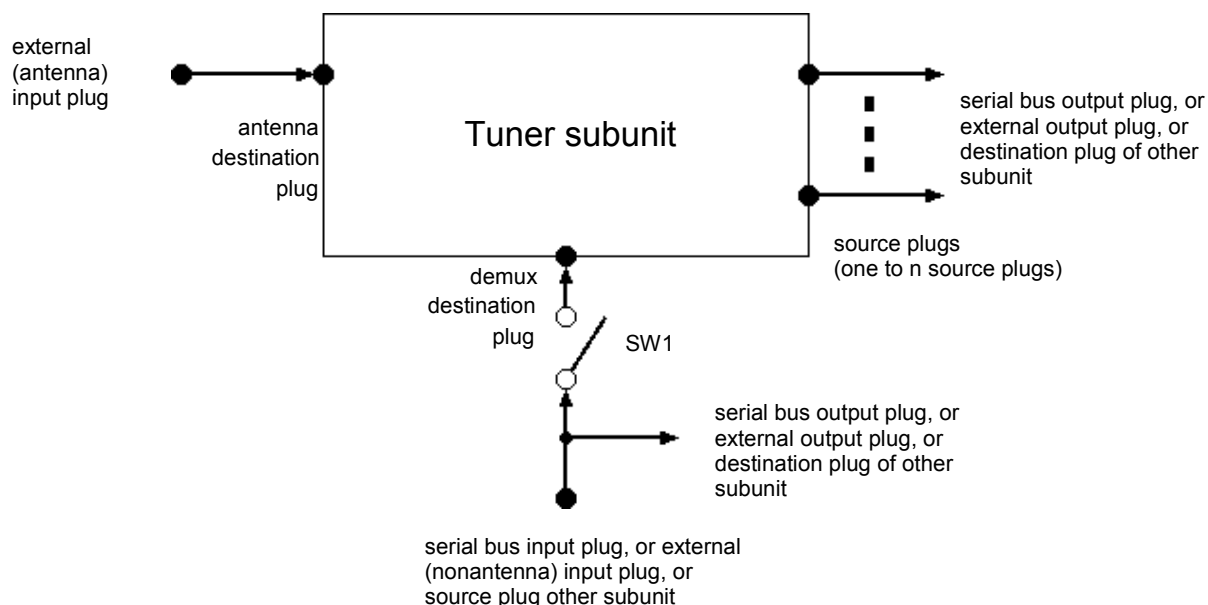 external
(antenna)
input plug
antenna
destination
plug
Tuner subunit
serial bus output plug, or
external output plug, or
destination plug of other
subunit
source plugs
(one to n source plugs)
demux
destination
plug
SW1
serial bus output plug, or
external output plug, or
destination plug of other
subunit
serial bus input plug, or external
(nonantenna) input plug, or
source plug other subunit